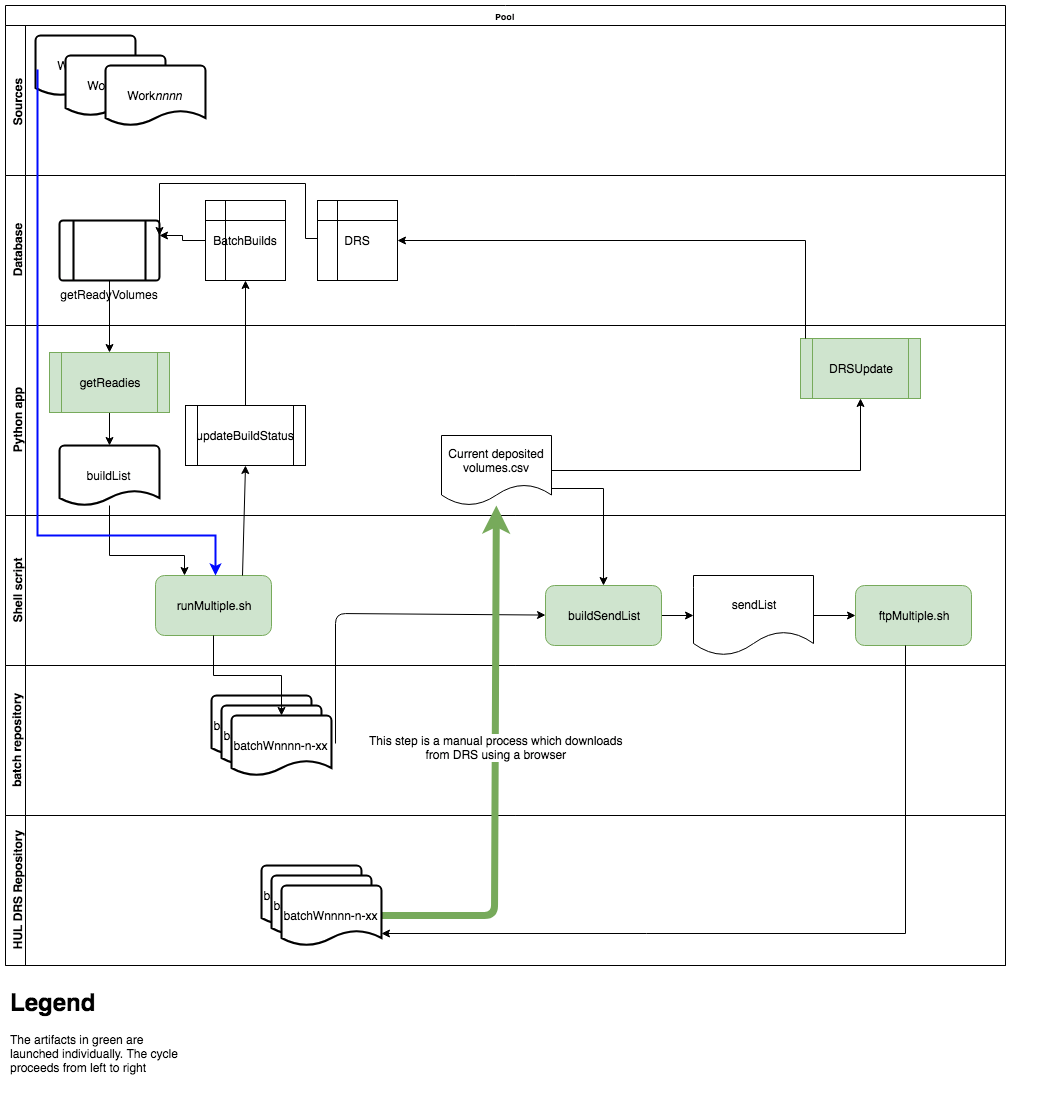 Pool
Sources
W
Wo
Worknnnn
Database
getReadyVolumes
BatchBuilds
DRS
Python app
getReadies
buildList
updateBuildStatus
Current deposited
volumes.csv
DRSUpdate
Shell script
runMultiple.sh
buildSendList
sendList
ftpMultiple.sh
batch repository
b
b
batchWnnnn-n-xx
This step is a manual process which downloads
from DRS using a browser
HUL DRS Repository
b
b
batchWnnnn-n-xx
Legend
The artifacts in green are
launched individually. The cycle
proceeds from left to right